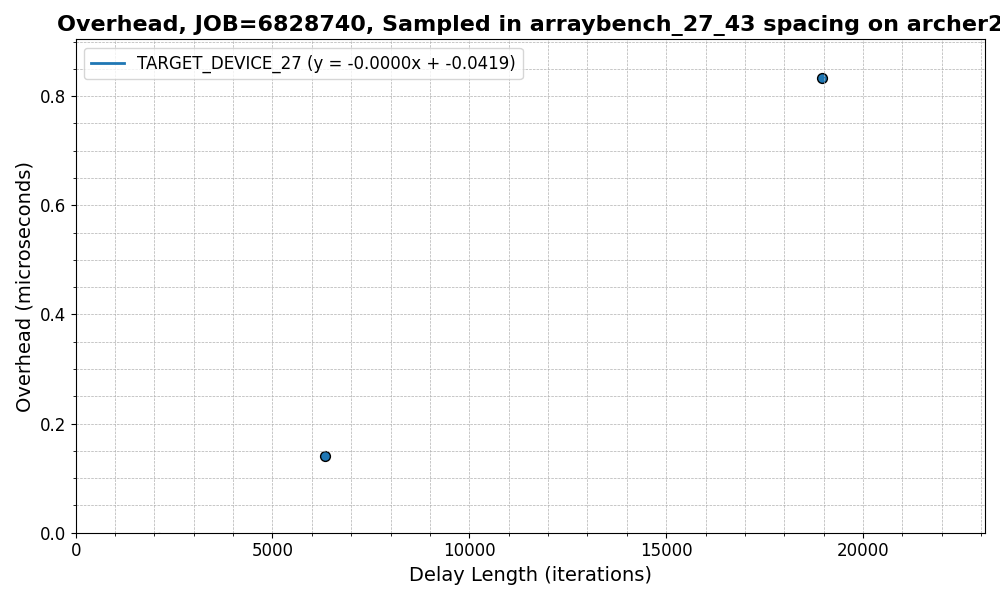 Overhead, JOB=6828740, Sampled in arraybench_27_43 spacing on archer2
TARGET_DEVICE_27 (y = -0.0000x + -0.0419)
Overhead (microseconds)
0.8
0.6
0.4
0.2
0.0
0 5000 10000 15000 20000
Delay Length (iterations)